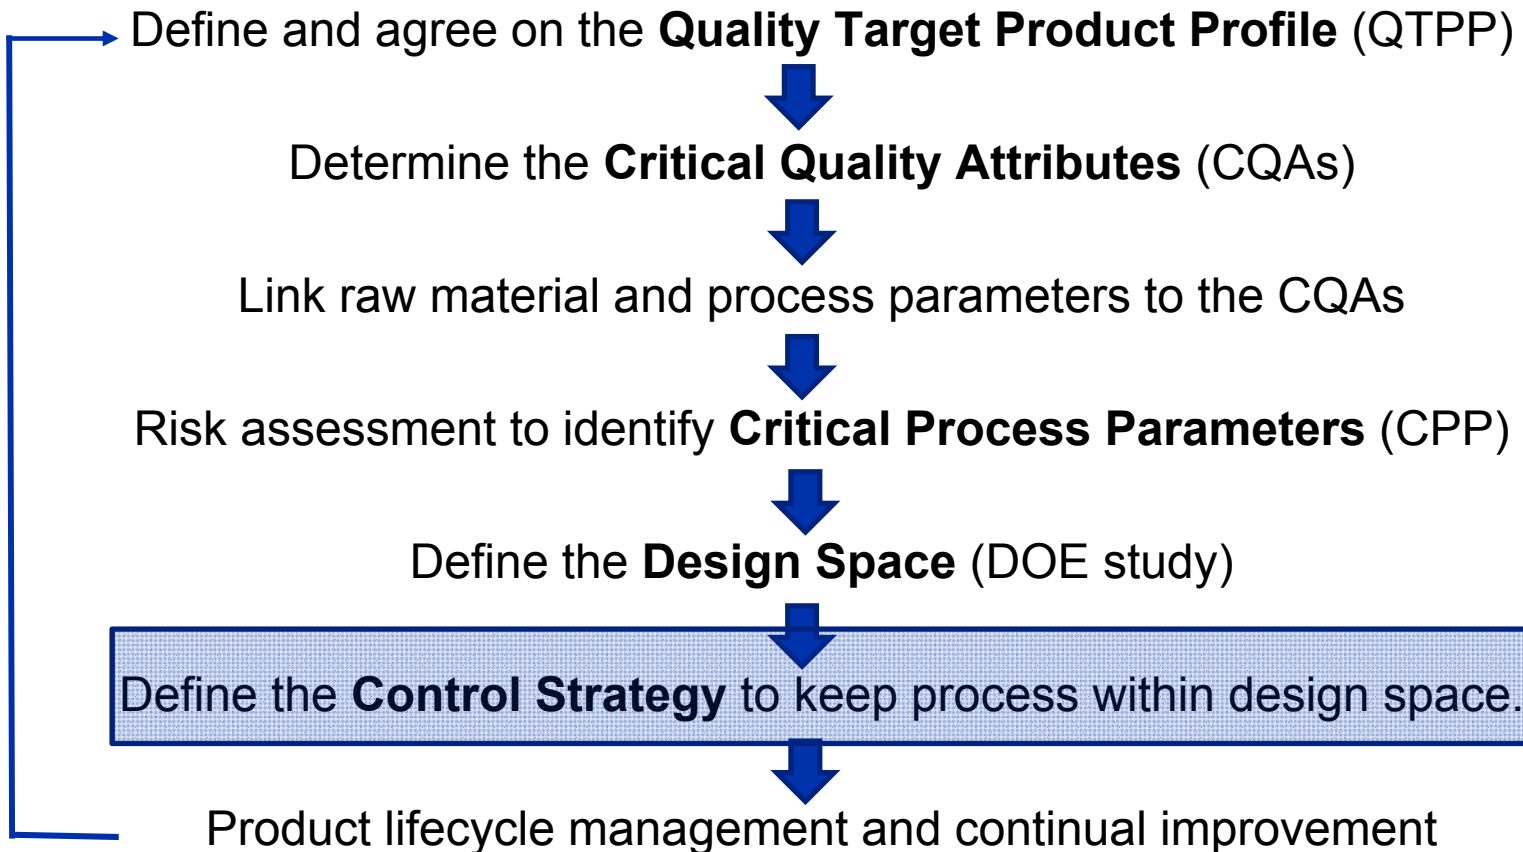 Define and agree on the Quality Target Product Profile (QTPP)
Determine the Critical Quality Attributes (CQAs)
Link raw material and process parameters to the CQAs
Risk assessment to identify Critical Process Parameters (CPP)
Define the Design Space (DOE study)
Define the Control Strategy to keep process within design space.
Product lifecycle management and continual improvement